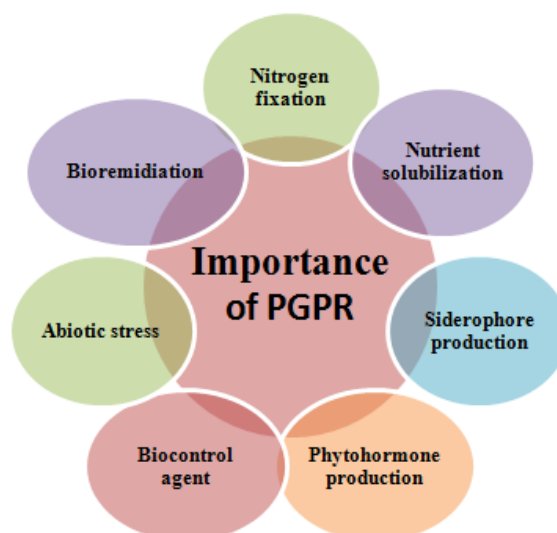 Nitrogen
fixation
Nutrient
solubilization
Siderophore
production
Phytohormone
production
Biocontrol
agent
Abiotic stress
Bioremidiation
Importance
of PGPR